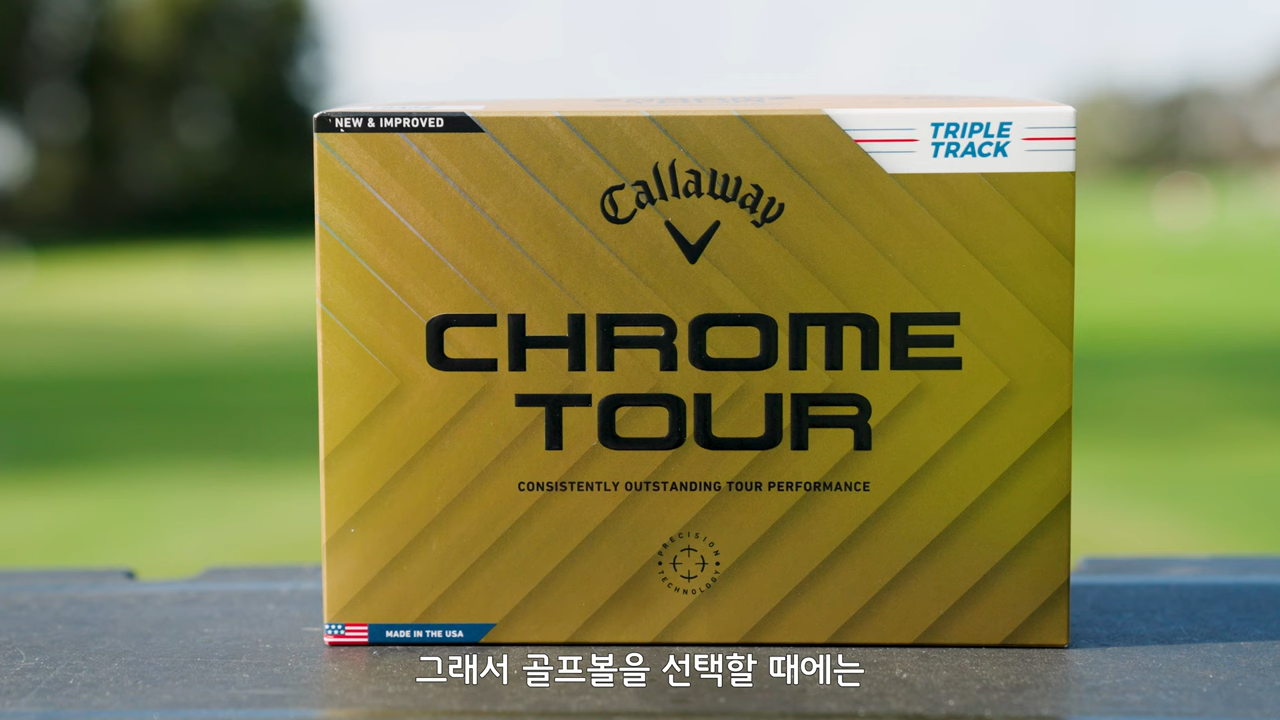 NEW & IMPROVED
TRIPLE
TRACK
Callaway
CHROME
TOUR
CONSISTENTLY OUTSTANDING TOUR PERFORMANCE
PRECISION
TECHNOLOGY
MADE IN THE USA
그래서 골프볼을 선택할 때에는